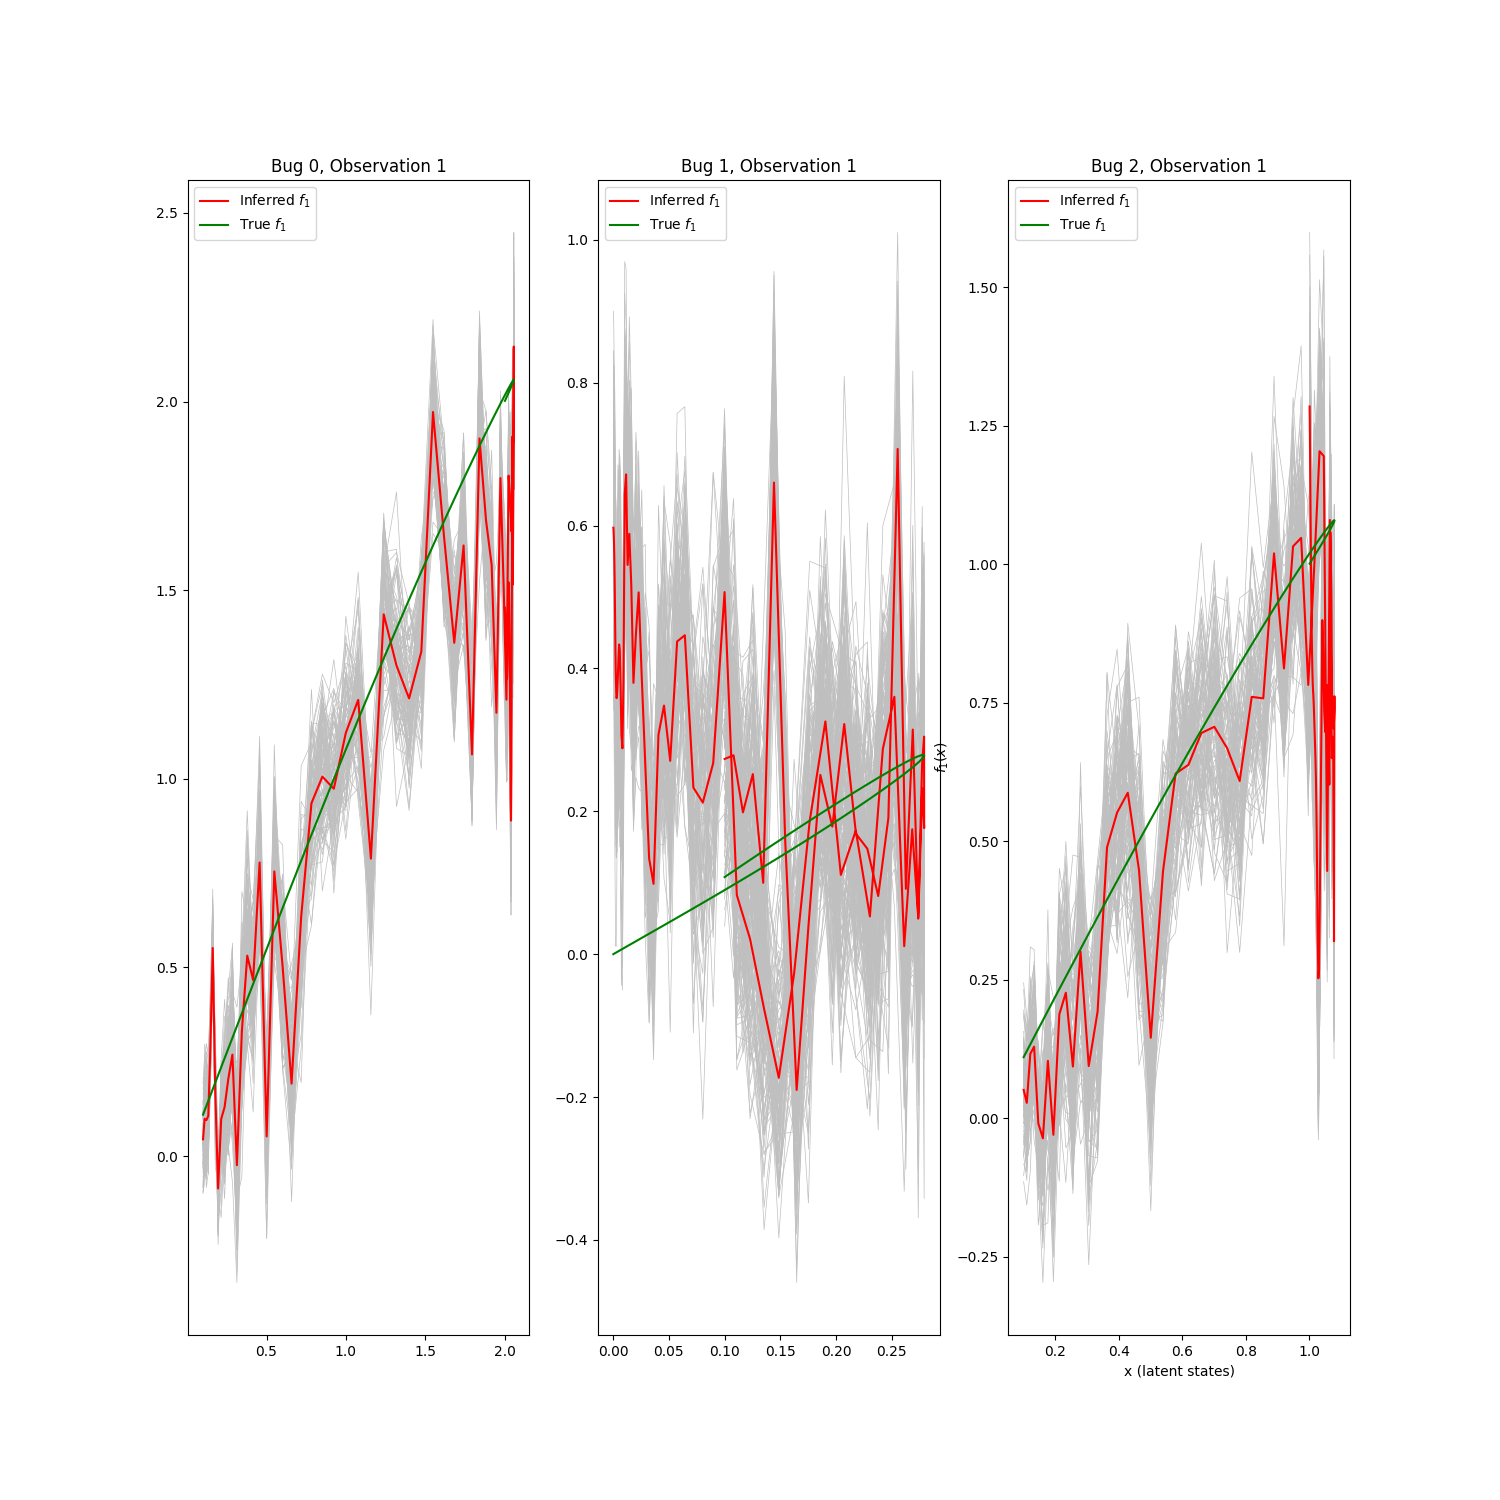 Bug 0, Observation 1
Inferred f₁
True f₁
2.5
2.0
1.5
1.0
0.5
0.0
0.5 1.0 1.5 2.0
Bug 1, Observation 1
Inferred f₁
True f₁
1.0
0.8
0.6
0.4
0.2
0.0
−0.2
−0.4
0.00 0.05 0.10 0.15 0.20 0.25
f₁(x)
Bug 2, Observation 1
Inferred f₁
True f₁
1.50
1.25
1.00
0.75
0.50
0.25
0.00
−0.25
0.2 0.4 0.6 0.8 1.0
x (latent states)